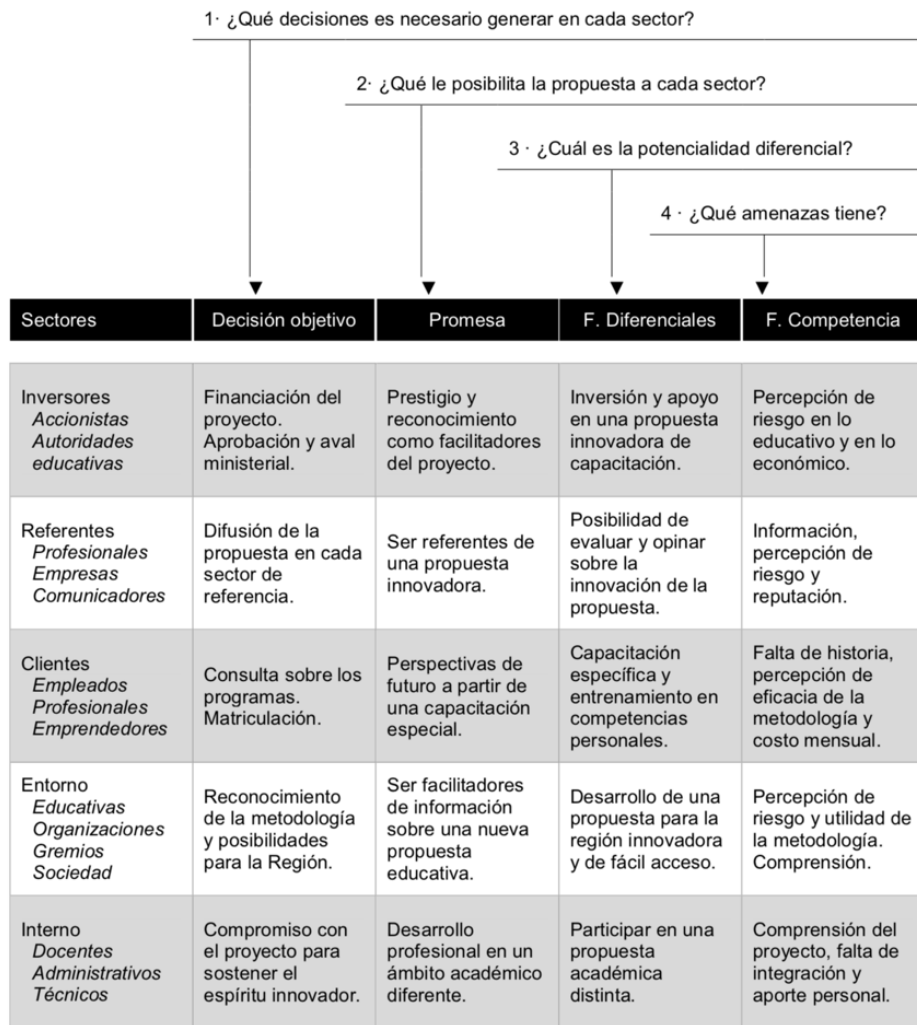 1· ¿Qué decisiones es necesario generar en cada sector?
2· ¿Qué le posibilita la propuesta a cada sector?
3 · ¿Cuál es la potencialidad diferencial?
4 · ¿Qué amenazas tiene?
Sectores
Decisión objetivo
Promesa
F. Diferenciales
F. Competencia
Inversores
Accionistas
Autoridades
educativas
Financiación del
proyecto.
Aprobación y aval
ministerial.
Prestigio y
reconocimiento
como facilitadores
del proyecto.
Inversión y apoyo
en una propuesta
innovadora de
capacitación.
Percepción de
riesgo en lo
educativo y en lo
económico.
Referentes
Profesionales
Empresas
Comunicadores
Difusión de la
propuesta en cada
sector de
referencia.
Ser referentes de
una propuesta
innovadora.
Posibilidad de
evaluar y opinar
sobre la
innovación de la
propuesta.
Información,
percepción de
riesgo y
reputación.
Clientes
Empleados
Profesionales
Emprendedores
Consulta sobre los
programas.
Matriculación.
Perspectivas de
futuro a partir de
una capacitación
especial.
Capacitación
específica y
entrenamiento en
competencias
personales.
Falta de historia,
percepción de
eficacia de la
metodología y
costo mensual.
Entorno
Educativas
Organizaciones
Gremios
Sociedad
Reconocimiento
de la metodología
y posibilidades
para la Región.
Ser facilitadores
de información
sobre una nueva
propuesta
educativa.
Desarrollo de una
propuesta para la
región innovadora
y de fácil acceso.
Percepción de
riesgo y utilidad de
la metodología.
Comprensión.
Interno
Docentes
Administrativos
Técnicos
Compromiso con
el proyecto para
sostener el
espíritu innovador.
Desarrollo
profesional en un
ámbito académico
diferente.
Participar en una
propuesta
académica
distinta.
Comprensión del
proyecto, falta de
integración y
aporte personal.